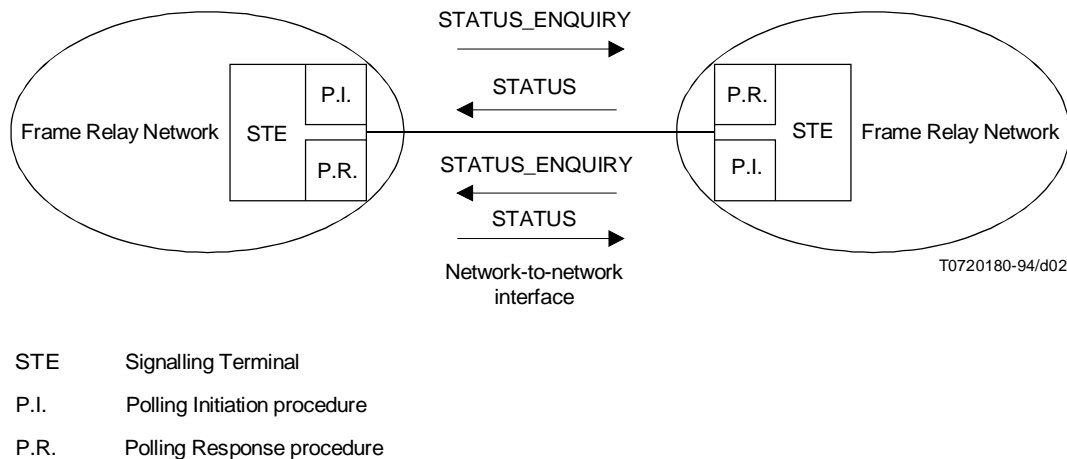 STATUS_ENQUIRY
STATUS
P.I.
P.R.
Frame Relay Network
STE
STE
Frame Relay Network
P.R.
P.I.
STATUS_ENQUIRY
STATUS
Network-to-network
interface
T0720180-94/d02
STE Signalling Terminal
P.I. Polling Initiation procedure
P.R. Polling Response procedure